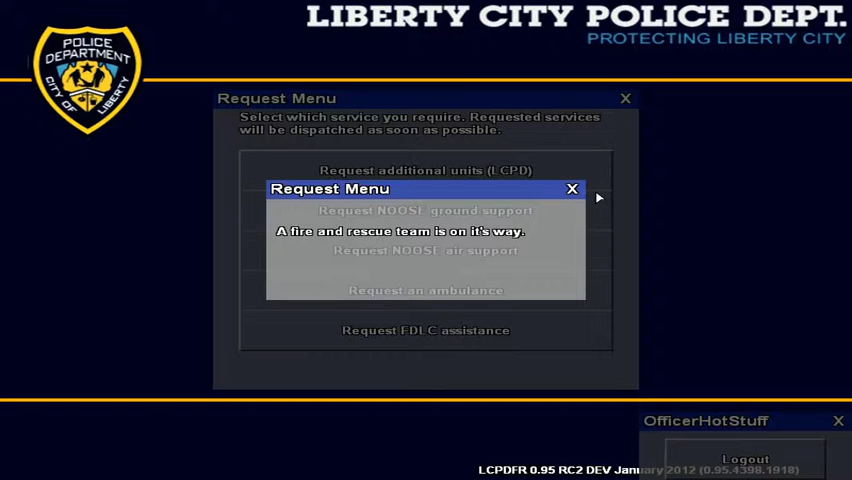 LIBERTY CITY POLICE DEPT.
PROTECTING LIBERTY CITY
POLICE
DEPARTMENT
CITY OF LIBERTY
Request Menu X
Select which service you require. Requested services
will be dispatched as soon as possible.
Request additional units (LCPD)
Request Menu X
Request NOOSE ground support
A fire and rescue team is on it's way.
Request NOOSE air support
Request an ambulance
Request FDLC assistance
OfficerHotStuff X
Logout
LCPDFR 0.95 RC2 DEV January 2012 (0.95.4398.1918)